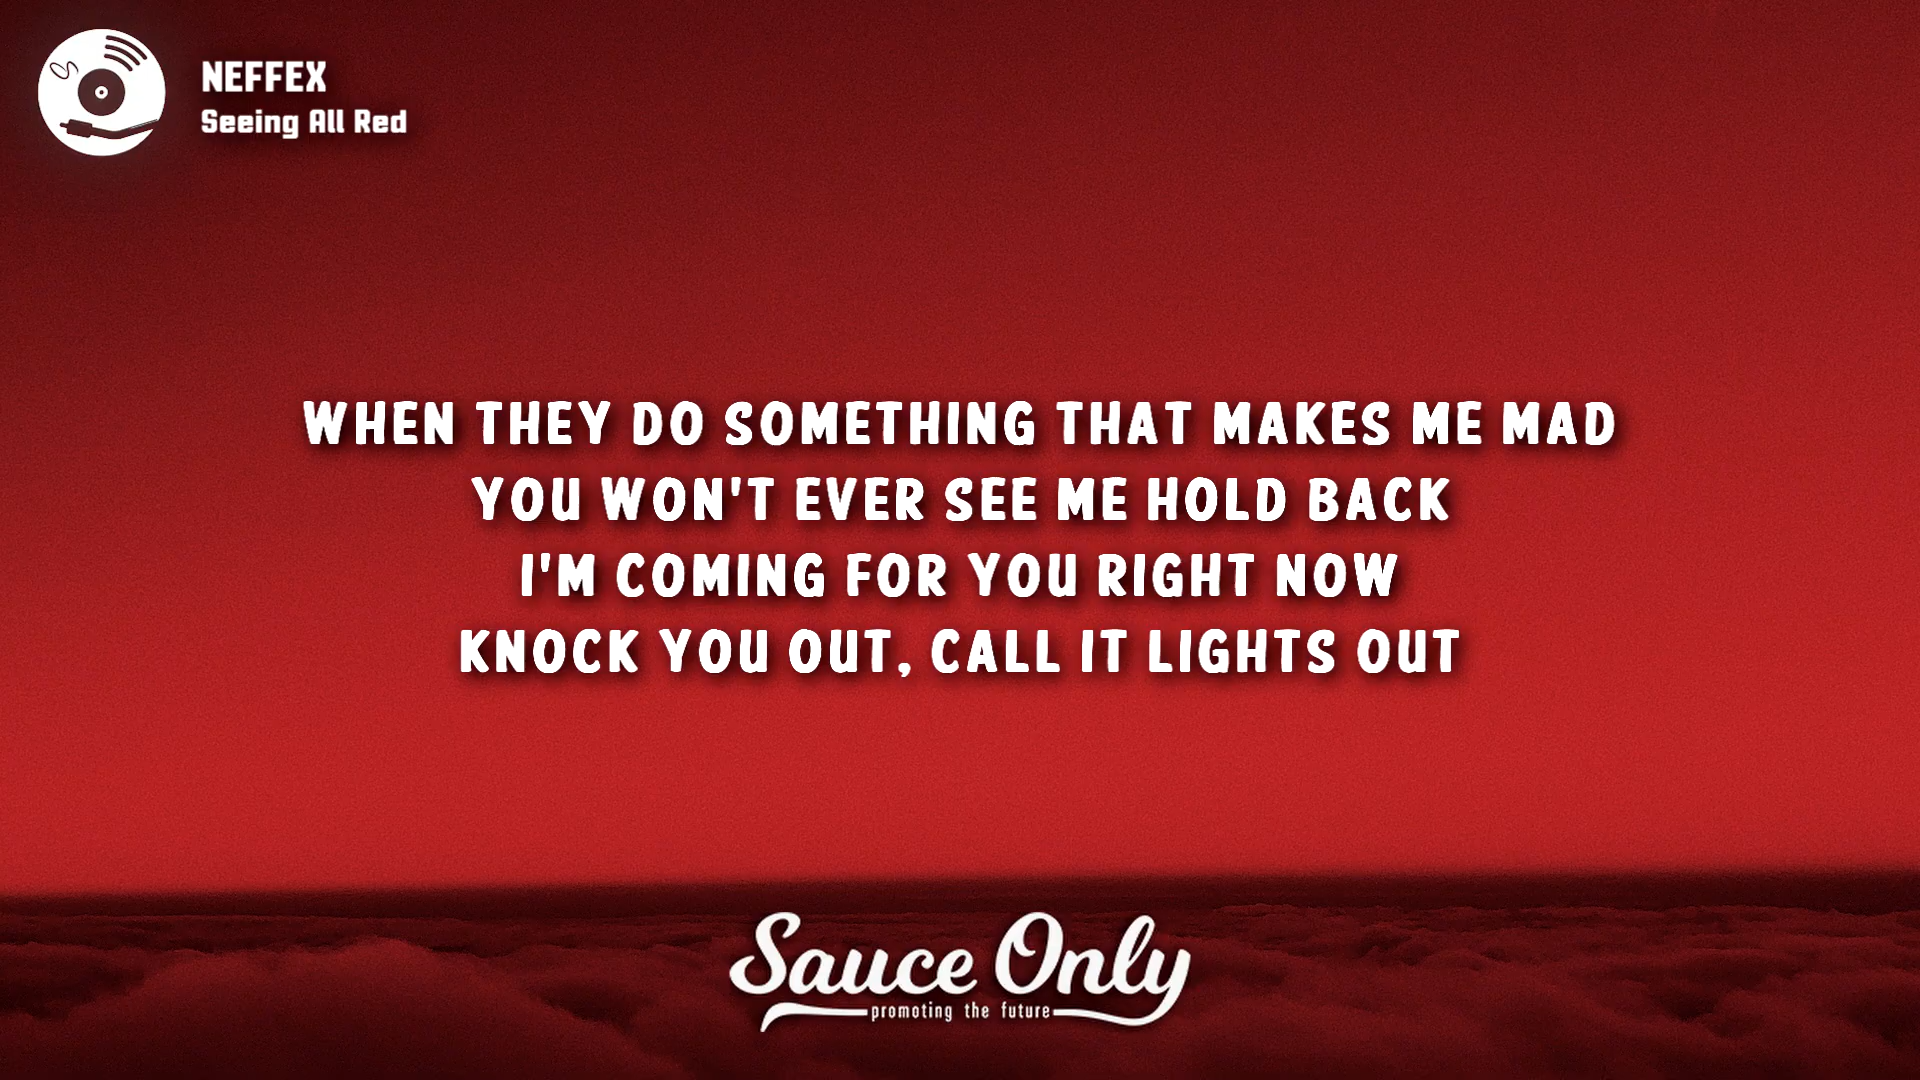 NEFFEX
Seeing All Red
WHEN THEY DO SOMETHING THAT MAKES ME MAD
YOU WON'T EVER SEE ME HOLD BACK
I'M COMING FOR YOU RIGHT NOW
KNOCK YOU OUT, CALL IT LIGHTS OUT
Sauce Only
promoting the future